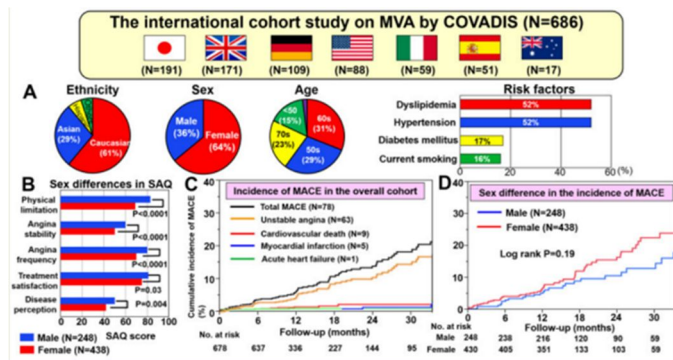 The international cohort study on MVA by COVADIS (N=686)
(N=191) (N=171) (N=109) (N=88) (N=59) (N=51) (N=17)
A
Ethnicity
Asian
(29%)
Caucasian
(61%)
Sex
Male
(36%)
Female
(64%)
Age
<50
(15%)
60s
(31%)
70s
(23%)
50s
(29%)
Risk factors
Dyslipidemia 52%
Hypertension 52%
Diabetes mellitus 17%
Current smoking 16%
0 20 40 60 (%)
B
Sex differences in SAQ
Physical
limitation
P<0.0001
Angina
stability
P<0.0001
Angina
frequency
P<0.0001
Treatment
satisfaction
P=0.03
Disease
perception
P=0.004
0 20 40 60 80 100
SAQ score
Male (N=248)
Female (N=438)
C
Incidence of MACE in the overall cohort
Total MACE (N=78)
Unstable angina (N=63)
Cardiovascular death (N=9)
Myocardial infarction (N=5)
Acute heart failure (N=1)
Cumulative incidence of MACE
(%)
40
30
20
10
0
0 6 12 18 24 30
No. at risk
Follow-up (months)
678 637 336 227 144 95
D
Sex difference in the incidence of MACE
Male (N=248)
Female (N=438)
Log rank P=0.19
40
30
20
10
0
0 6 12 18 24 30
No. at risk
Follow-up (months)
Male 248 238 216 120 90 59
Female 430 405 351 133 103 59